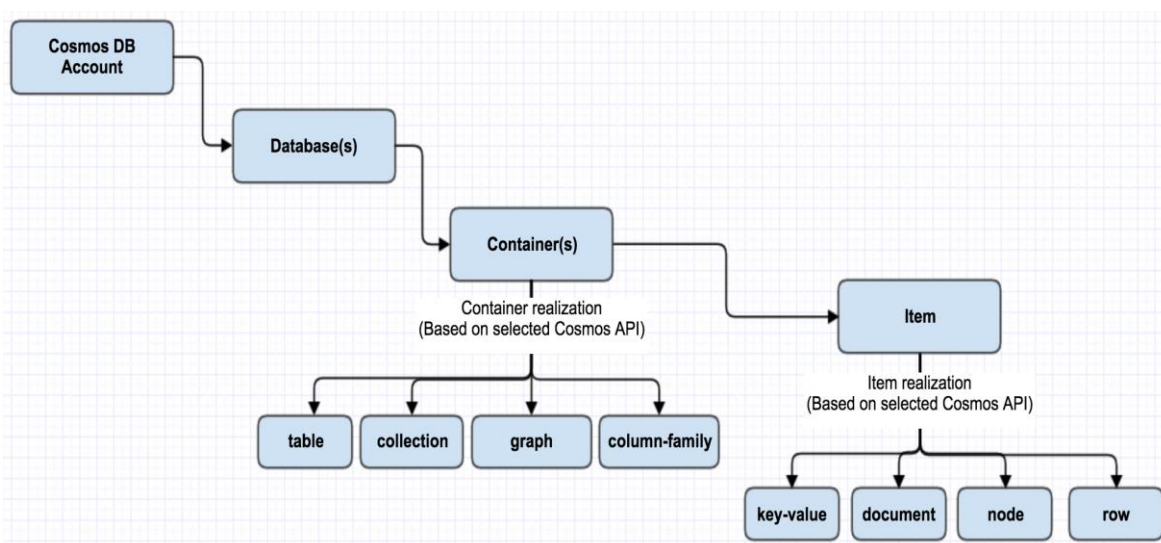 Cosmos DB
Account
Database(s)
Container(s)
Container realization
(Based on selected Cosmos API)
Item
Item realization
(Based on selected Cosmos API)
table
collection
graph
column-family
key-value
document
node
row